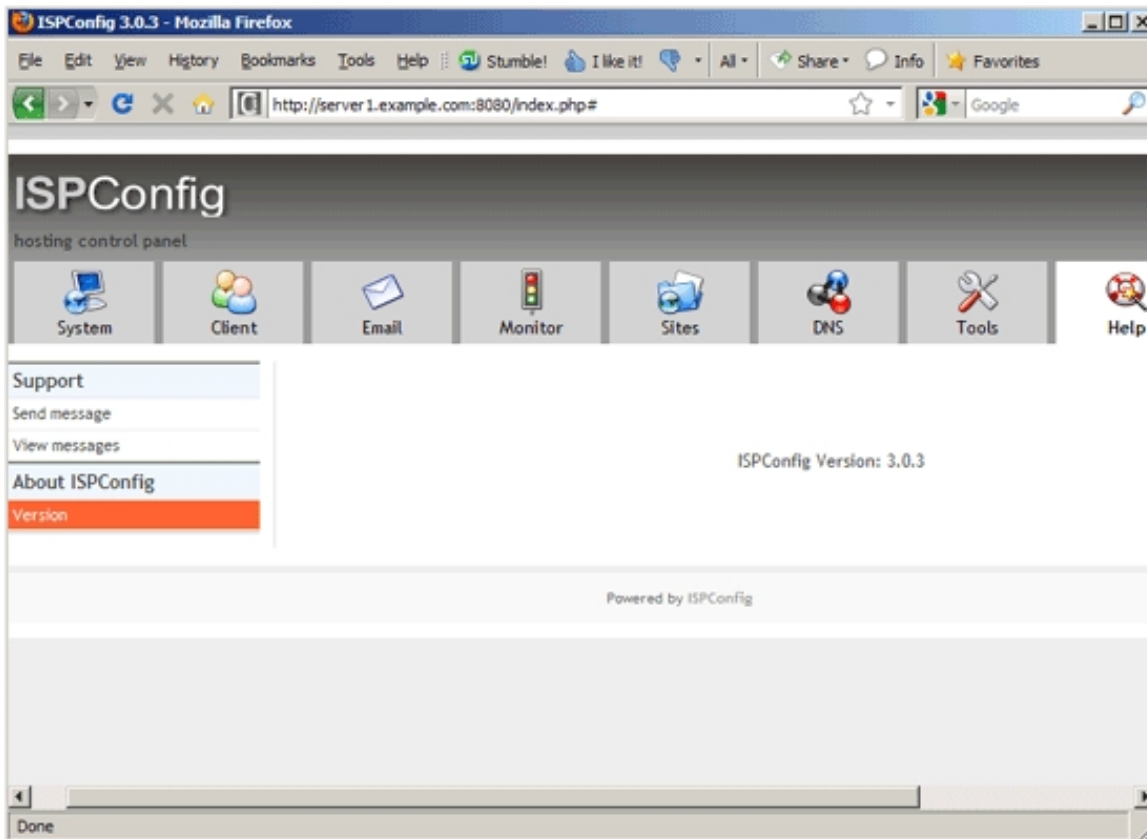 ISPConfig 3.0.3 - Mozilla Firefox
File Edit View History Bookmarks Tools Help Stumble! I like it! All Share Info Favorites
http://server1.example.com:8080/index.php# Google
ISPConfig
hosting control panel
System Client Email Monitor Sites DNS Tools Help
Support
Send message
View messages
ISPConfig Version: 3.0.3
About ISPConfig
Version
Powered by ISPConfig
Done